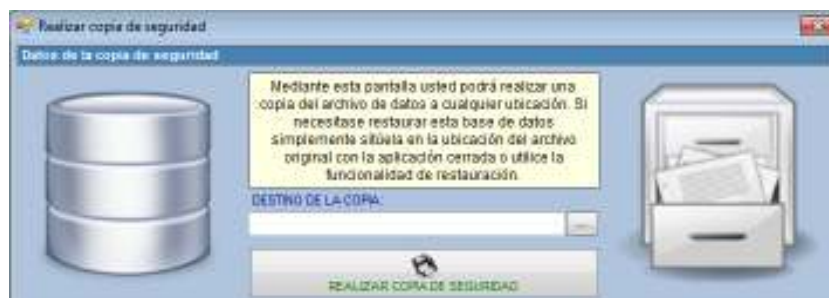 Realizar copia de seguridad
Datos de la copia de seguridad
Mediante esta pantalla usted podrá realizar una
copia del archivo de datos a cualquier ubicación. Si
necesitase restaurar esta base de datos
simplemente sitúela en la ubicación del archivo
original con la aplicación cerrada o utilice la
funcionalidad de restauración.
DESTINO DE LA COPIA:
...
REALIZAR COPIA DE SEGURIDAD